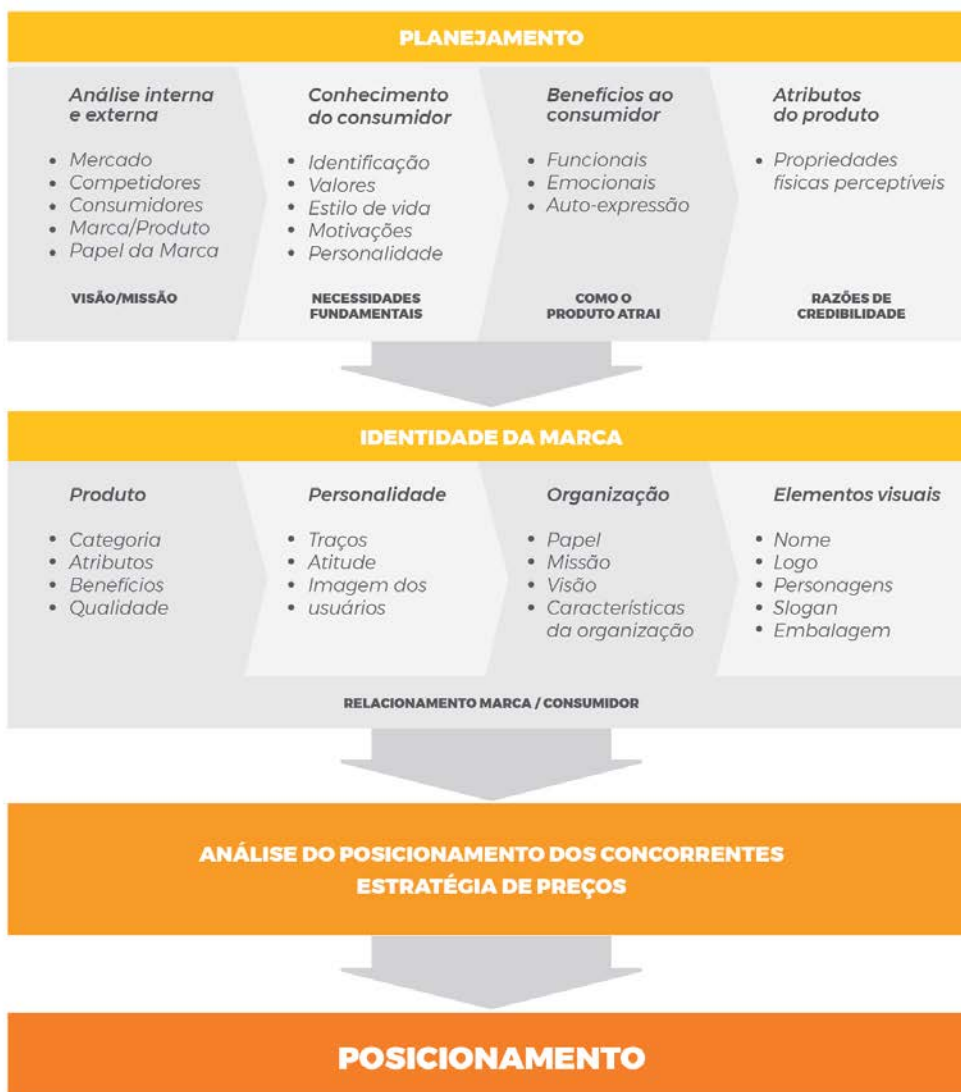 PLANEJAMENTO
Análise interna
e externa
• Mercado
• Competidores
• Consumidores
• Marca/Produto
• Papel da Marca
VISÃO/MISSÃO
Conhecimento
do consumidor
• Identificação
• Valores
• Estilo de vida
• Motivações
• Personalidade
NECESSIDADES
FUNDAMENTAIS
Benefícios ao
consumidor
• Funcionais
• Emocionais
• Auto-expressão
COMO O
PRODUTO ATRAI
Atributos
do produto
• Propriedades
físicas perceptíveis
RAZÕES DE
CREDIBILIDADE
IDENTIDADE DA MARCA
Produto
• Categoria
• Atributos
• Benefícios
• Qualidade
Personalidade
• Traços
• Atitude
• Imagem dos
• usuários
Organização
• Papel
• Missão
• Visão
• Características
da organização
Elementos visuais
• Nome
• Logo
• Personagens
• Slogan
• Embalagem
RELACIONAMENTO MARCA / CONSUMIDOR
ANÁLISE DO POSICIONAMENTO DOS CONCORRENTES
ESTRATÉGIA DE PREÇOS
POSICIONAMENTO